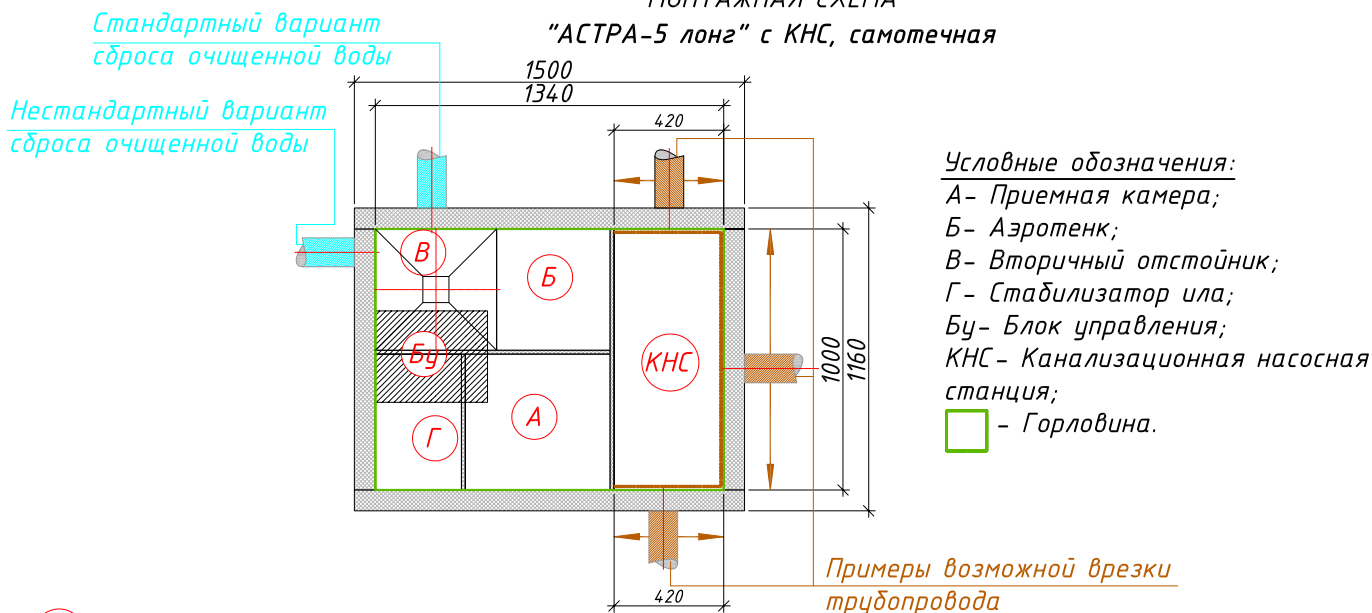 МОНТАЖНАЯ СХЕМА
"АСТРА-5 лонг" с КНС, самотечная
Стандартный вариант
сброса очищенной воды
Нестандартный вариант
сброса очищенной воды
1500
1340
420
В
Б
Бу
КНС
Г
А
1000
1160
420
Условные обозначения:
А- Приемная камера;
Б- Аэротенк;
В- Вторичный отстойник;
Г- Стабилизатор ила;
Бу- Блок управления;
КНС- Канализационная насосная
станция;
- Горловина.
Примеры возможной врезки
трубопровода